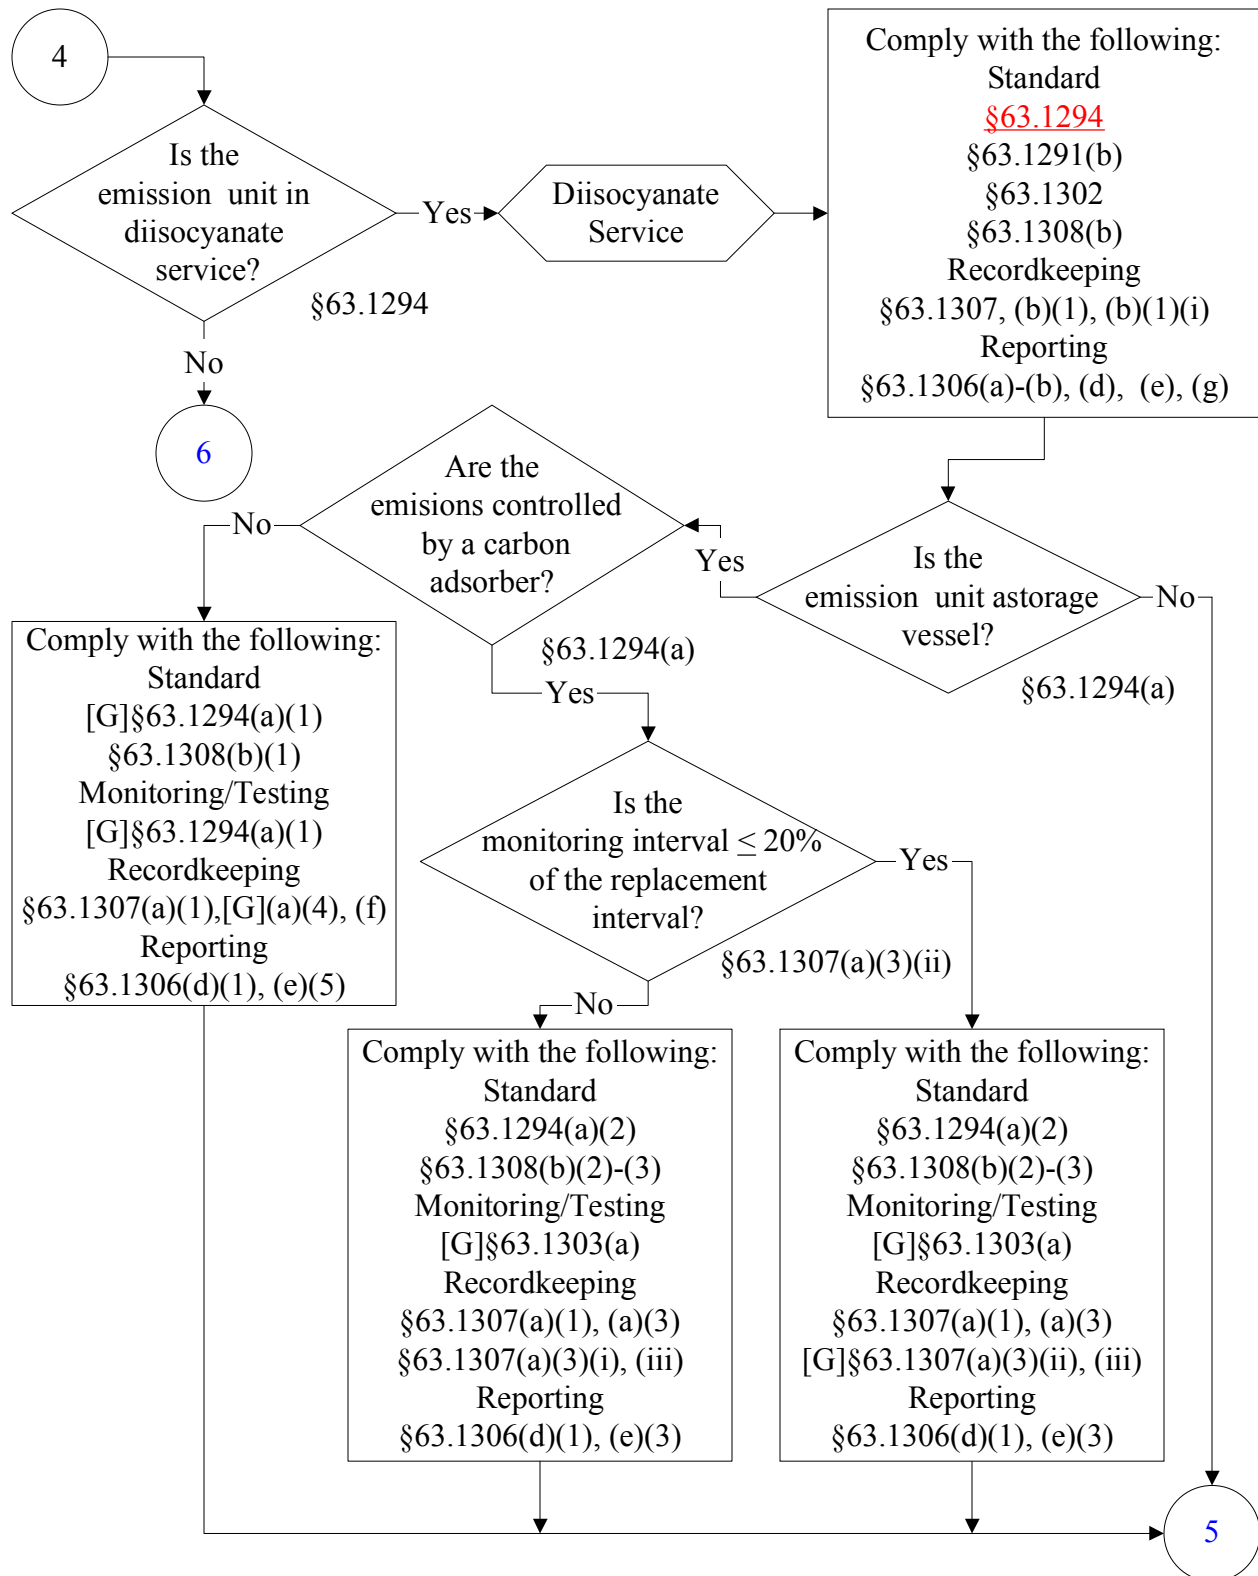 4
Is the
emission unit in
diisocyanate
service?
§63.1294
Yes
Diisocyanate
Service
Comply with the following:
Standard
§63.1294
§63.1291(b)
§63.1302
§63.1308(b)
Recordkeeping
§63.1307, (b)(1), (b)(1)(i)
Reporting
§63.1306(a)-(b), (d), (e), (g)
No
6
Is the
emission unit astorage
vessel?
§63.1294(a)
No
Yes
Are the
emisions controlled
by a carbon
adsorber?
§63.1294(a)
No
Comply with the following:
Standard
[G]§63.1294(a)(1)
§63.1308(b)(1)
Monitoring/Testing
[G]§63.1294(a)(1)
Recordkeeping
§63.1307(a)(1),[G](a)(4), (f)
Reporting
§63.1306(d)(1), (e)(5)
Yes
Is the
monitoring interval ≤ 20%
of the replacement
interval?
§63.1307(a)(3)(ii)
No
Comply with the following:
Standard
§63.1294(a)(2)
§63.1308(b)(2)-(3)
Monitoring/Testing
[G]§63.1303(a)
Recordkeeping
§63.1307(a)(1), (a)(3)
§63.1307(a)(3)(i), (iii)
Reporting
§63.1306(d)(1), (e)(3)
Yes
Comply with the following:
Standard
§63.1294(a)(2)
§63.1308(b)(2)-(3)
Monitoring/Testing
[G]§63.1303(a)
Recordkeeping
§63.1307(a)(1), (a)(3)
[G]§63.1307(a)(3)(ii), (iii)
Reporting
§63.1306(d)(1), (e)(3)
5